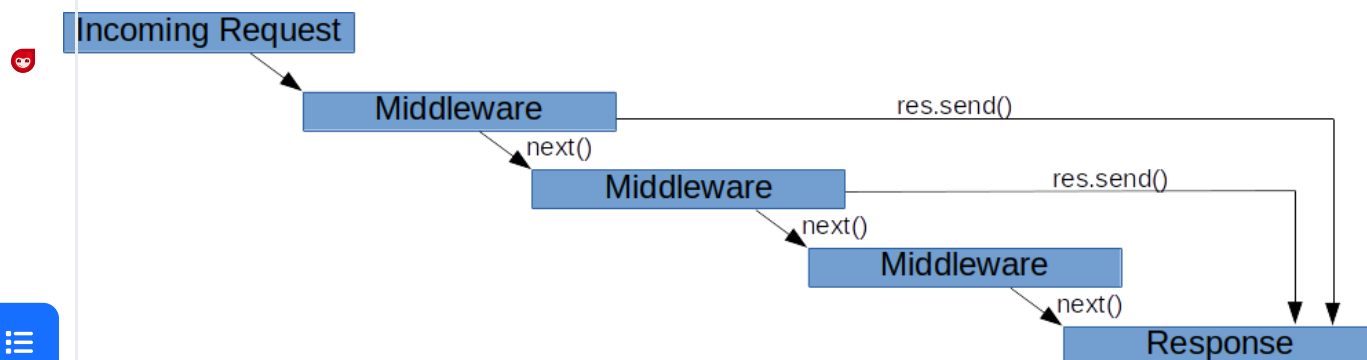 Incoming Request
Middleware
res.send()
next()
Middleware
res.send()
next()
Middleware
next()
Response